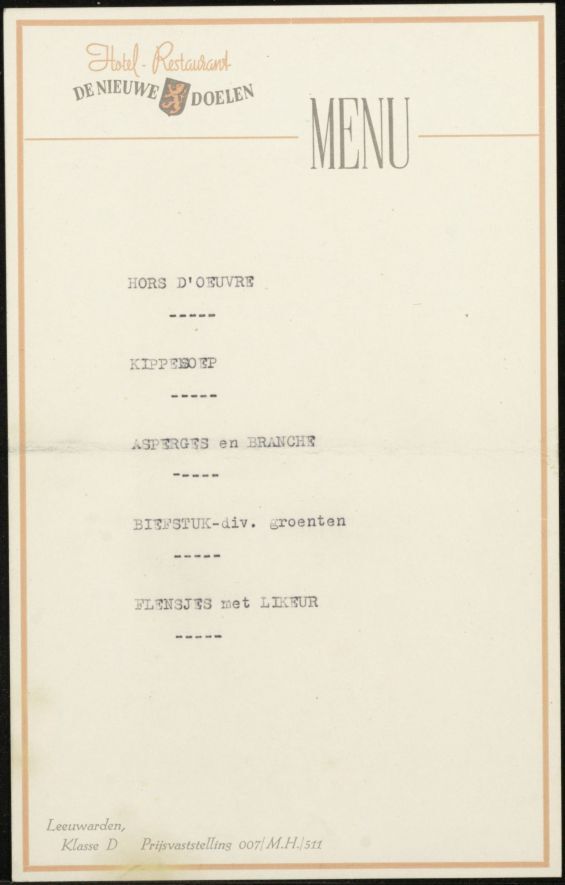 Hotel-Restaurant
DE NIEUWE DOELEN
MENU
HORS D'OEUVRE
-----
KIPPESOEP
-----
ASPERGES en BRANCHE
-----
BIEFSTUK-div. groenten
-----
FLENSJES met LIKEUR
-----
Leeuwarden,
Klasse D Prijsvaststelling 007/M.H./511